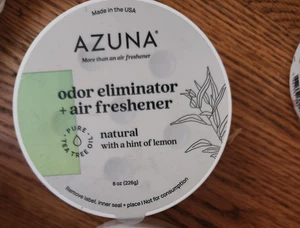 Made in the USA
AZUNA®
More than an air freshener
odor eliminator
+ air freshener
• PURE •
TEA TREE OIL
natural
with a hint of lemon
8 oz (226g)
Remove label, inner seal + place | Not for consumption